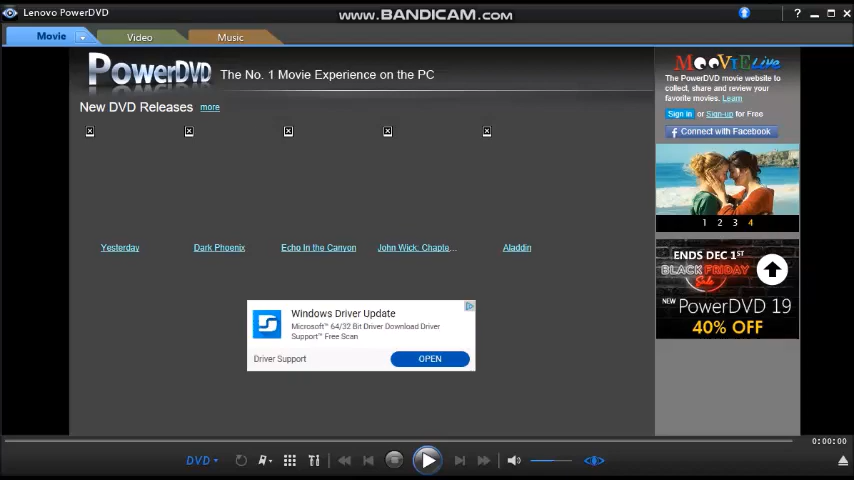 Lenovo PowerDVD
www.BANDICAM.com
?
Movie
Video
Music
PowerDVD
The No. 1 Movie Experience on the PC
New DVD Releases more
Yesterday
Dark Phoenix
Echo In the Canyon
John Wick: Chapte...
Aladdin
Windows Driver Update
Microsoft™ 64/32 Bit Driver Download Driver
Support™ Free Scan
Driver Support
OPEN
MooVIE Live
The PowerDVD movie website to
collect, share and review your
favorite movies. Learn
Sign in or Sign-up for Free
f Connect with Facebook
1 2 3 4
ENDS DEC 1ST
BLACK FRIDAY
Sale
NEW PowerDVD 19
40% OFF
0:00:00
DVD